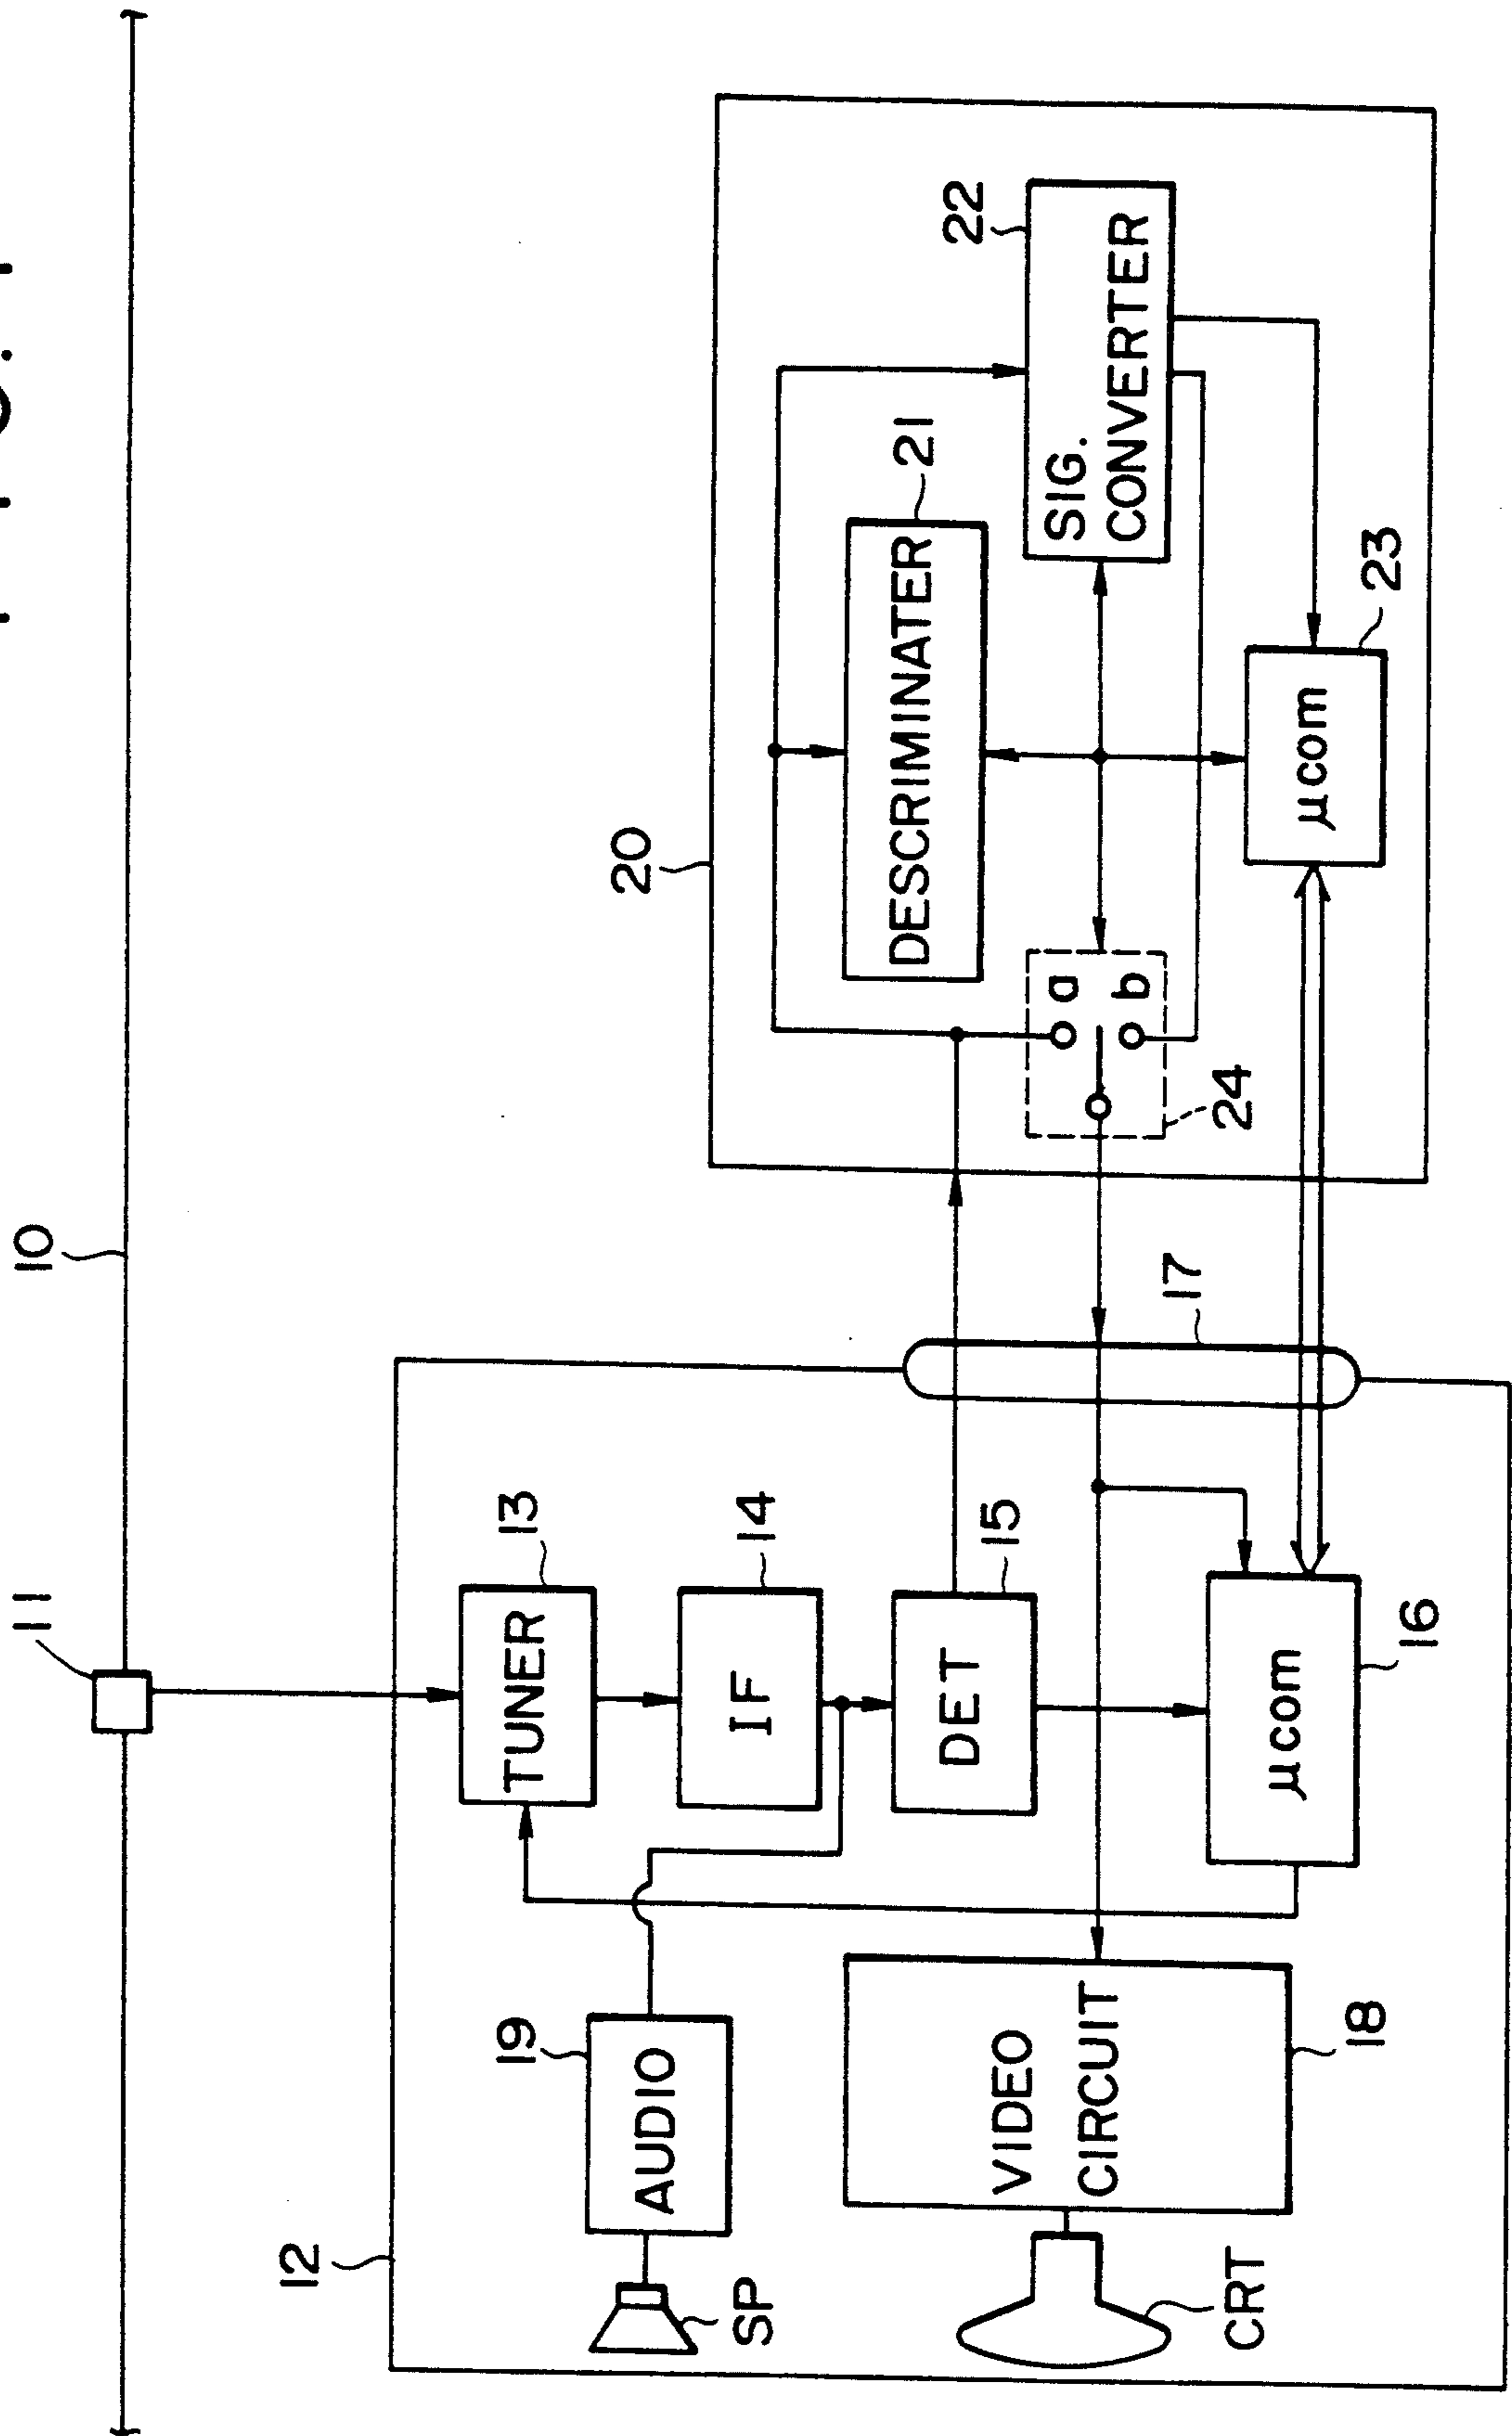 10
11
12
13
TUNER
14
IF
15
DET
16
μcom
17
18
VIDEO
CIRCUIT
CRT
19
AUDIO
SP
20
21
DESCRIMINATER
22
SIG.
CONVERTER
23
μcom
24
a
b